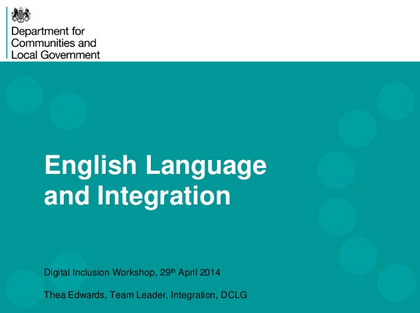 Department for
Communities and
Local Government
English Language
and Integration
Digital Inclusion Workshop, 29th April 2014
Thea Edwards, Team Leader, Integration, DCLG